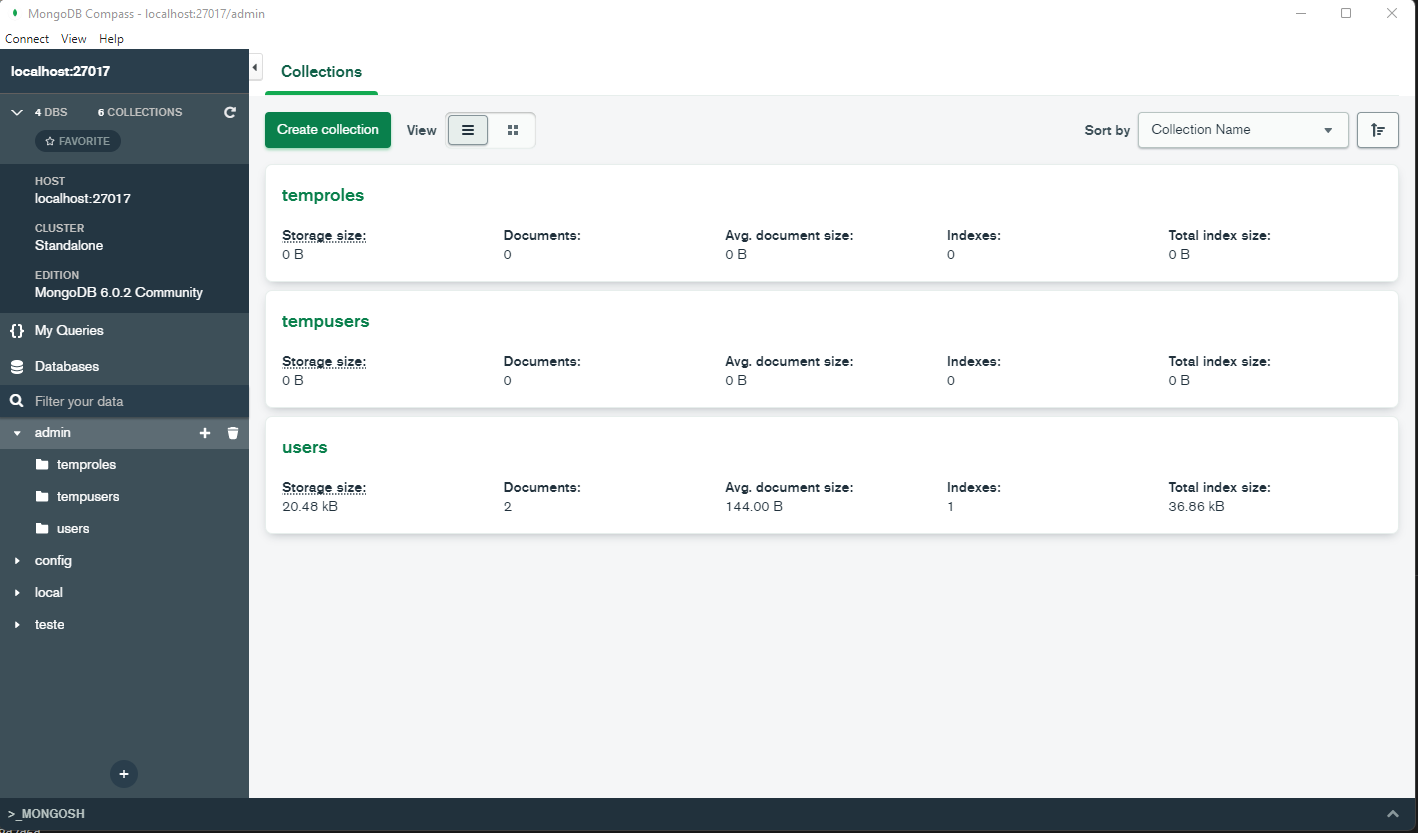 MongoDB Compass - localhost:27017/admin
Connect View Help
localhost:27017
4 DBS 6 COLLECTIONS
FAVORITE
HOST
localhost:27017
CLUSTER
Standalone
EDITION
MongoDB 6.0.2 Community
{} My Queries
Databases
Filter your data
admin
temproles
tempusers
users
config
local
teste
Collections
Create collection View Sort by Collection Name
temproles
Storage size: Documents: Avg. document size: Indexes: Total index size:
0 B 0 0 B 0 0 B
tempusers
Storage size: Documents: Avg. document size: Indexes: Total index size:
0 B 0 0 B 0 0 B
users
Storage size: Documents: Avg. document size: Indexes: Total index size:
20.48 kB 2 144.00 B 1 36.86 kB
>_MONGOSH